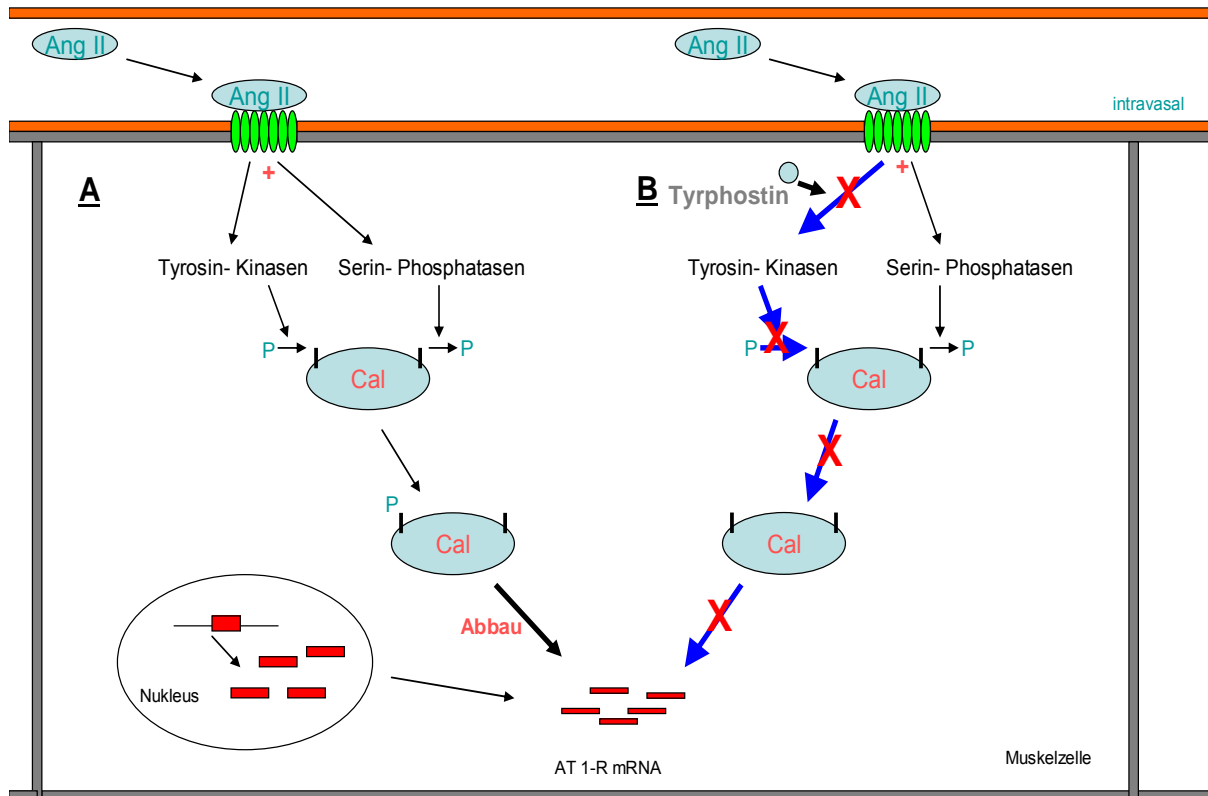 Ang II
Ang II
Ang II
Ang II
intravasal
+
+
A
B
Tyrphostin
X
Tyrosin- Kinasen
Serin- Phosphatasen
Tyrosin- Kinasen
Serin- Phosphatasen
P
P
P
X
P
Cal
Cal
X
P
Cal
Cal
Abbau
X
Nukleus
AT 1-R mRNA
Muskelzelle